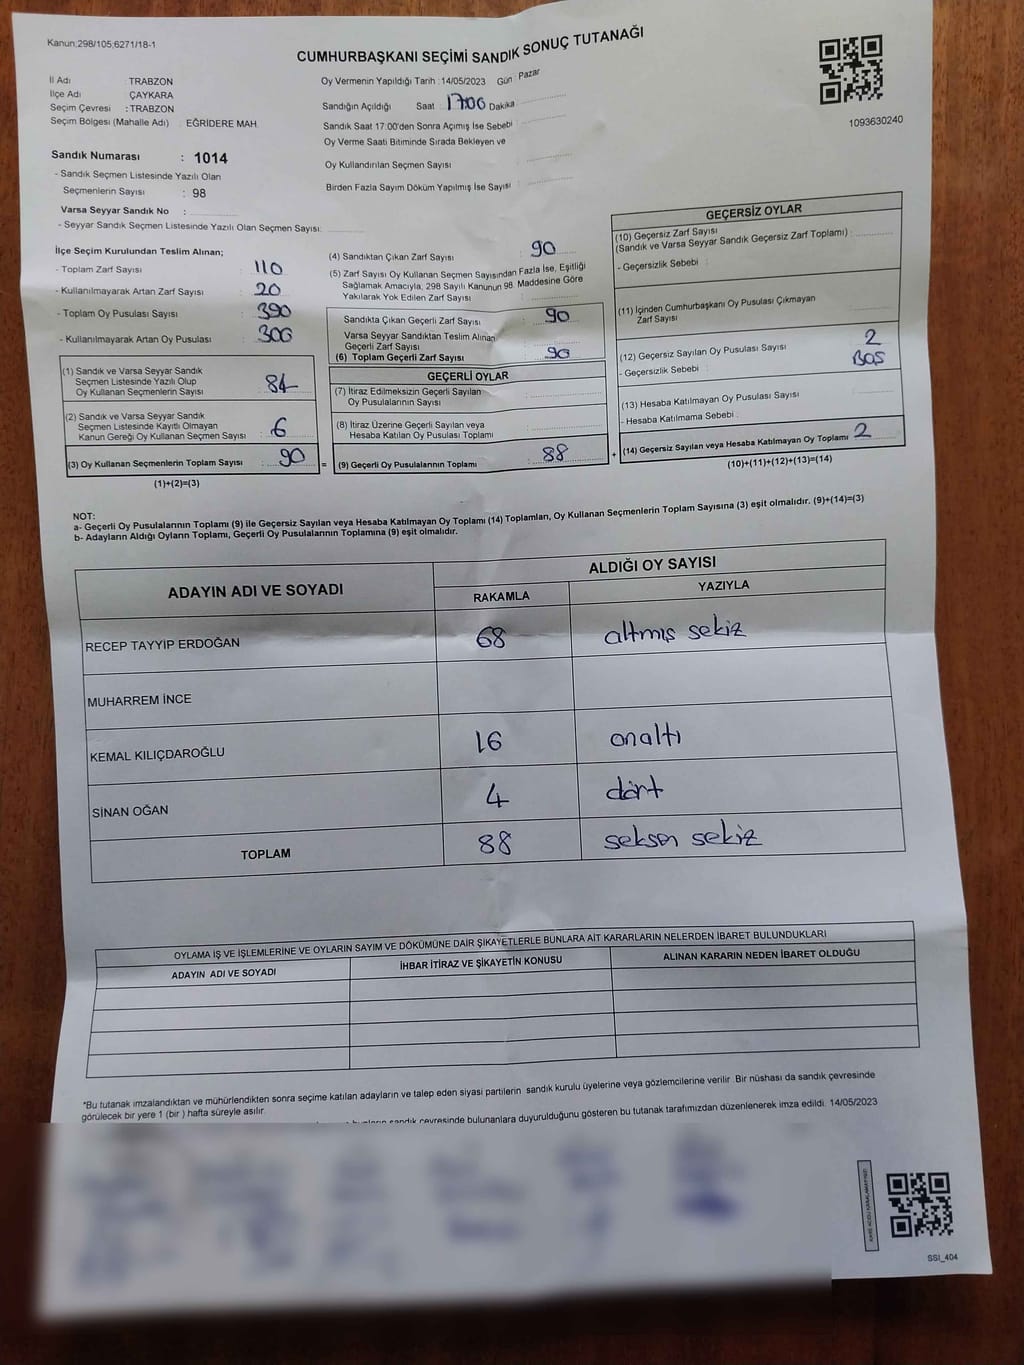 Kanun;298/105;6271/18-1
CUMHURBAŞKANI SEÇİMİ SANDIK SONUÇ TUTANAĞI
İl Adı TRABZON
İlçe Adı ÇAYKARA
Seçim Çevresi : TRABZON
Seçim Bölgesi (Mahalle Adı) : EĞRİDERE MAH.
Oy Vermenin Yapıldığı Tarih :14/05/2023 Gün : Pazar
Sandığın Açıldığı Saat 17:00 Dakika
Sandık Saat 17:00'den Sonra Açımış İse Sebebi
Oy Verme Saati Bitiminde Sırada Bekleyen ve
Oy Kullandırılan Seçmen Sayısı
Birden Fazla Sayım Döküm Yapılmış İse Sayısı
1093630240
Sandık Numarası : 1014
- Sandık Seçmen Listesinde Yazılı Olan
Seçmenlerin Sayısı : 98
Varsa Seyyar Sandık No :
- Seyyar Sandık Seçmen Listesinde Yazılı Olan Seçmen Sayısı:
İlçe Seçim Kurulundan Teslim Alınan;
- Toplam Zarf Sayısı : 110
- Kullanılmayarak Artan Zarf Sayısı : 20
- Toplam Oy Pusulası Sayısı : 390
- Kullanılmayarak Artan Oy Pusulası : 300
(1) Sandık ve Varsa Seyyar Sandık
Seçmen Listesinde Yazılı Olup
Oy Kullanan Seçmenlerin Sayısı : 84
(2) Sandık ve Varsa Seyyar Sandık
Seçmen Listesinde Kayıtlı Olmayan
Kanun Gereği Oy Kullanan Seçmen Sayısı : 6
(3) Oy Kullanan Seçmenlerin Toplam Sayısı : 90
(1)+(2)=(3)
(4) Sandıktan Çıkan Zarf Sayısı : 90
(5) Zarf Sayısı Oy Kullanan Seçmen Sayısından Fazla İse, Eşitliği
Sağlamak Amacıyla, 298 Sayılı Kanunun 98. Maddesine Göre
Yakılarak Yok Edilen Zarf Sayısı
Sandıkta Çıkan Geçerli Zarf Sayısı : 90
Varsa Seyyar Sandıktan Teslim Alınan
Geçerli Zarf Sayısı
(6) Toplam Geçerli Zarf Sayısı : 90
=
GEÇERLİ OYLAR
(7) İtiraz Edilmeksizin Geçerli Sayılan
Oy Pusulalarının Sayısı
(8) İtiraz Üzerine Geçerli Sayılan veya
Hesaba Katılan Oy Pusulası Toplamı
(9) Geçerli Oy Pusulalarının Toplamı : 88
+
GEÇERSİZ OYLAR
(10) Geçersiz Zarf Sayısı
(Sandık ve Varsa Seyyar Sandık Geçersiz Zarf Toplamı) :
- Geçersizlik Sebebi :
(11) İçinden Cumhurbaşkanı Oy Pusulası Çıkmayan
Zarf Sayısı
(12) Geçersiz Sayılan Oy Pusulası Sayısı : 2
- Geçersizlik Sebebi : BOŞ
(13) Hesaba Katılmayan Oy Pusulası Sayısı :
- Hesaba Katılmama Sebebi :
(14) Geçersiz Sayılan veya Hesaba Katılmayan Oy Toplamı 2
(10)+(11)+(12)+(13)=(14)
NOT:
a- Geçerli Oy Pusulalarının Toplamı (9) ile Geçersiz Sayılan veya Hesaba Katılmayan Oy Toplamı (14) Toplamları, Oy Kullanan Seçmenlerin Toplam Sayısına (3) eşit olmalıdır. (9)+(14)=(3)
b- Adayların Aldığı Oyların Toplamı, Geçerli Oy Pusulalarının Toplamına (9) eşit olmalıdır.
ADAYIN ADI VE SOYADI
ALDIĞI OY SAYISI
RAKAMLA YAZIYLA
RECEP TAYYİP ERDOĞAN 68 altmış sekiz
MUHARREM İNCE
KEMAL KILIÇDAROĞLU 16 onaltı
SİNAN OĞAN 4 dört
TOPLAM 88 seksen sekiz
OYLAMA İŞ VE İŞLEMLERİNE VE OYLARIN SAYIM VE DÖKÜMÜNE DAİR ŞİKAYETLERLE BUNLARA AİT KARARLARIN NELERDEN İBARET BULUNDUKLARI
ADAYIN ADI VE SOYADI İHBAR İTİRAZ VE ŞİKAYETİN KONUSU ALINAN KARARIN NEDEN İBARET OLDUĞU
*Bu tutanak imzalandıktan ve mühürlendikten sonra seçime katılan adayların ve talep eden siyasi partilerin sandık kurulu üyelerine veya gözlemcilerine verilir. Bir nüshası da sandık çevresinde
görülecek bir yere 1 (bir ) hafta süreyle asılır.
sandık çevresinde bulunanlara duyurulduğunu gösteren bu tutanak tarafımızdan düzenlenerek imza edildi. 14/05/2023
SSI_404